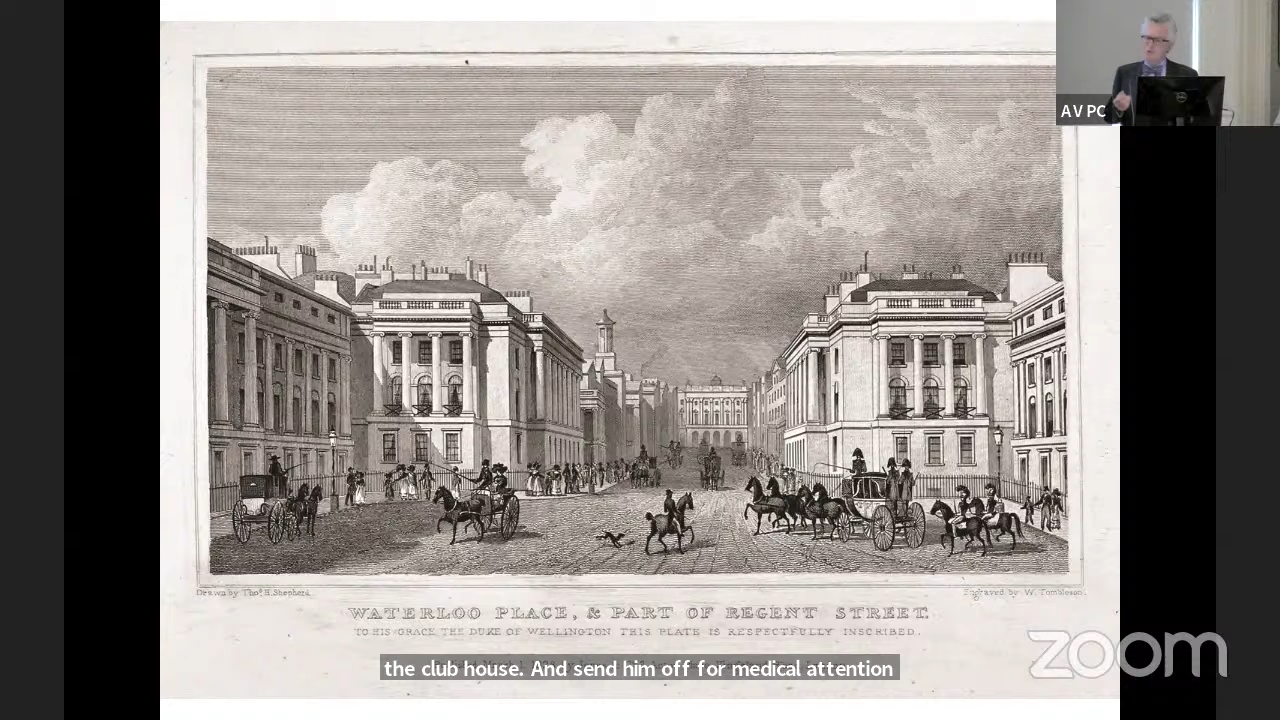 A V PC
Drawn by Thos. H. Shepherd.
Engraved by W. Tombleson.
WATERLOO PLACE, & PART OF REGENT STREET.
TO HIS GRACE THE DUKE OF WELLINGTON THIS PLATE IS RESPECTFULLY INSCRIBED.
the club house. And send him off for medical attention
zoom